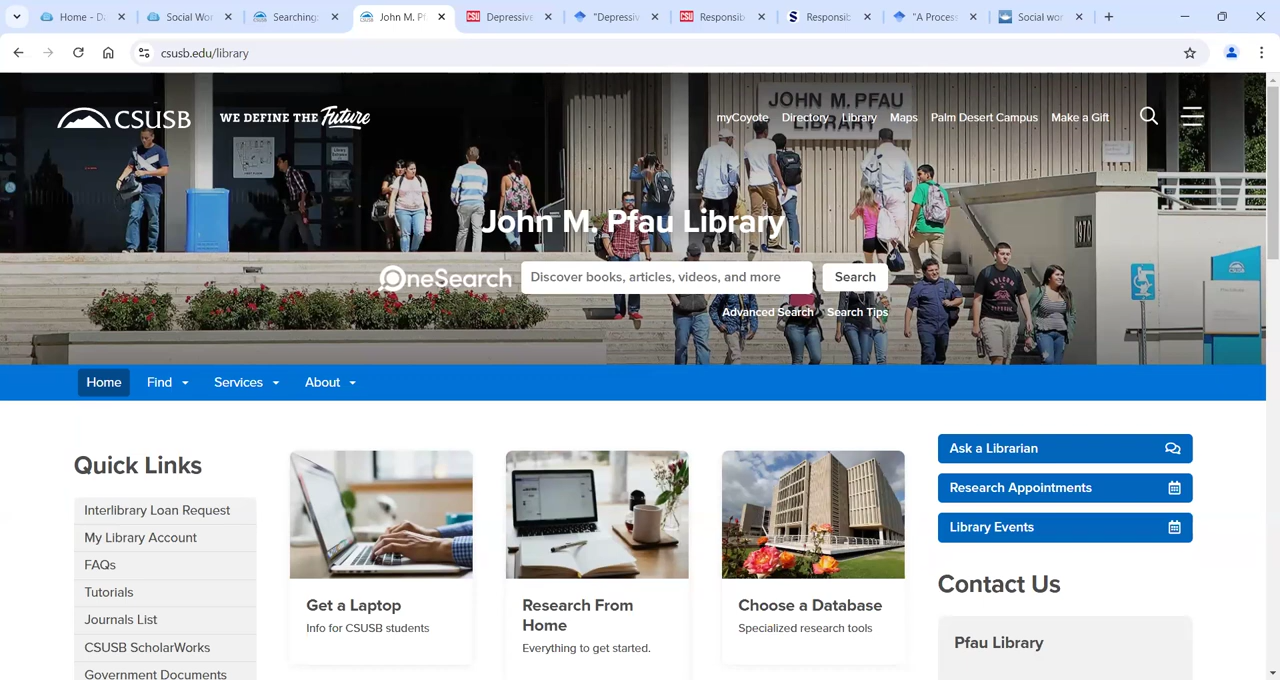 Home - D
Social Wor
Searching:
John M. Pf
Depressive
"Depressiv
Responsib
Responsib
"A Process
Social wor
csusb.edu/library
CSUSB
WE DEFINE THE Future
JOHN M. PFAU
LIBRARY
myCoyote
Directory
Library
Maps
Palm Desert Campus
Make a Gift
John M. Pfau Library
OneSearch
Discover books, articles, videos, and more
Search
Advanced Search
Search Tips
Home
Find
Services
About
Quick Links
Interlibrary Loan Request
My Library Account
FAQs
Tutorials
Journals List
CSUSB ScholarWorks
Government Documents
Get a Laptop
Info for CSUSB students
Research From
Home
Everything to get started.
Choose a Database
Specialized research tools
Ask a Librarian
Research Appointments
Library Events
Contact Us
Pfau Library